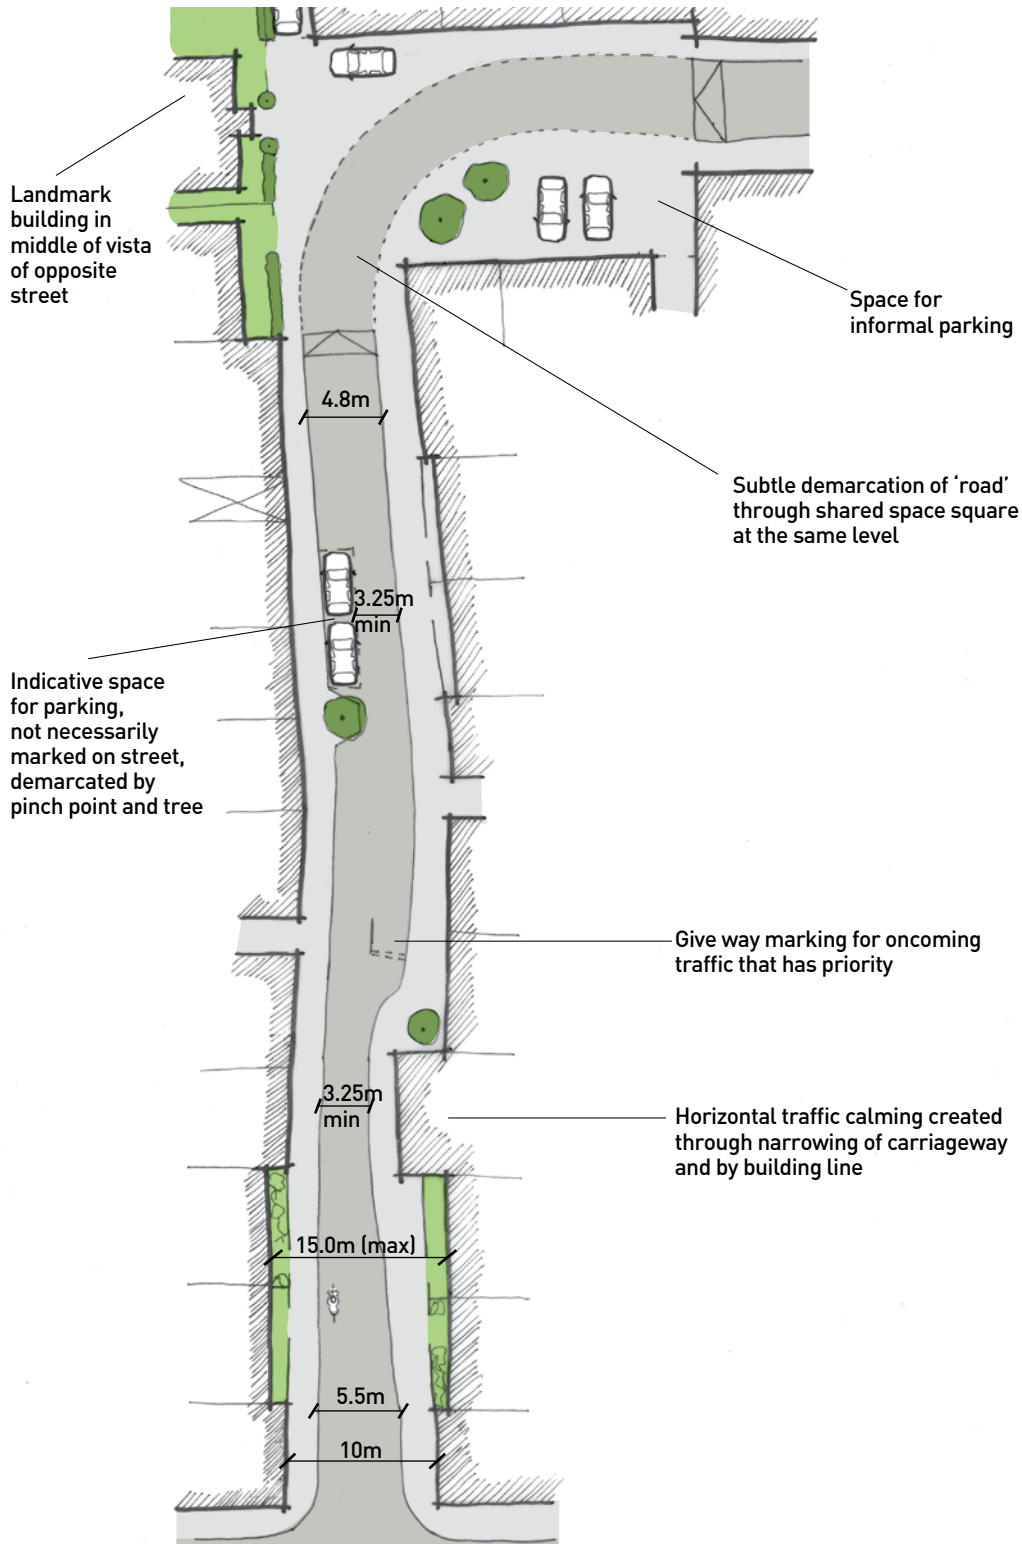 Landmark
building in
middle of vista
of opposite
street
Space for
informal parking
4.8m
Subtle demarcation of ‘road’
through shared space square
at the same level
3.25m
min
Indicative space
for parking,
not necessarily
marked on street,
demarcated by
pinch point and tree
Give way marking for oncoming
traffic that has priority
3.25m
min
Horizontal traffic calming created
through narrowing of carriageway
and by building line
15.0m (max)
5.5m
10m